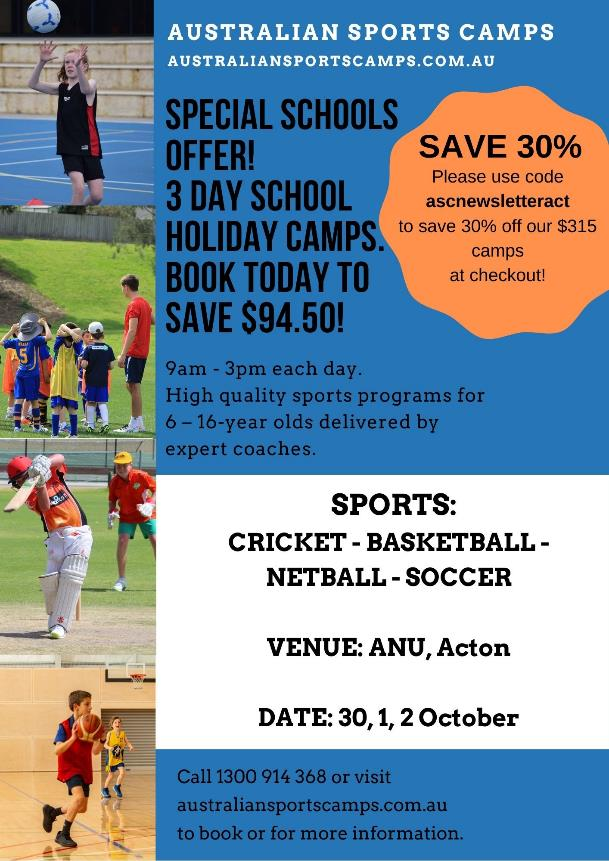 AUSTRALIAN SPORTS CAMPS
AUSTRALIANSPORTSCAMPS.COM.AU
SPECIAL SCHOOLS
OFFER!
3 DAY SCHOOL
HOLIDAY CAMPS.
BOOK TODAY TO
SAVE $94.50!
SAVE 30%
Please use code
ascnewsletteract
to save 30% off our $315
camps
at checkout!
9am - 3pm each day.
High quality sports programs for
6 – 16-year olds delivered by
expert coaches.
SPORTS:
CRICKET - BASKETBALL -
NETBALL - SOCCER
VENUE: ANU, Acton
DATE: 30, 1, 2 October
Call 1300 914 368 or visit
australiansportscamps.com.au
to book or for more information.
5